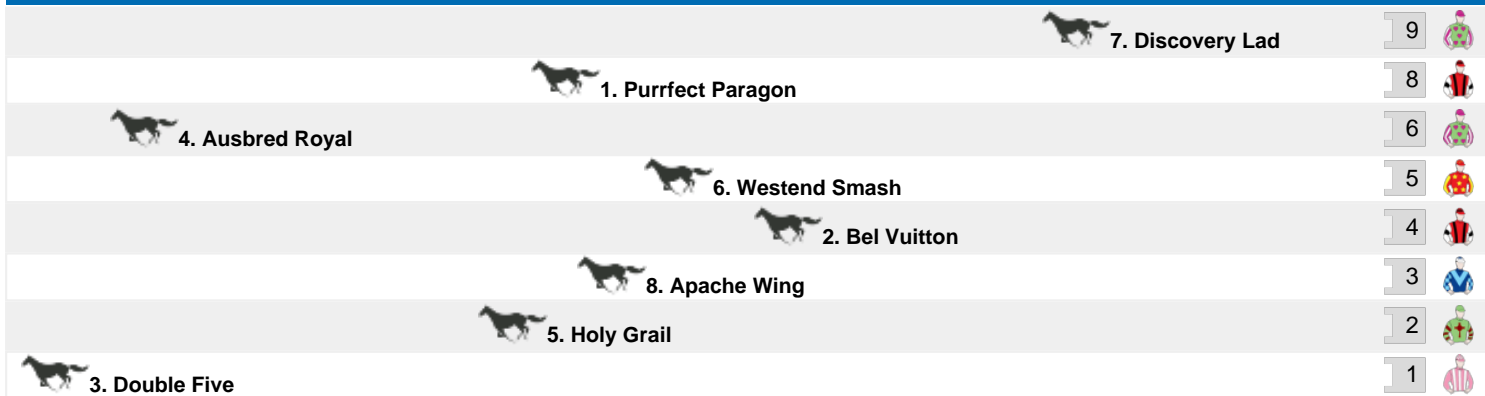 7. Discovery Lad 9
1. Purrfect Paragon 8
4. Ausbred Royal 6
6. Westend Smash 5
2. Bel Vuitton 4
8. Apache Wing 3
5. Holy Grail 2
3. Double Five 1